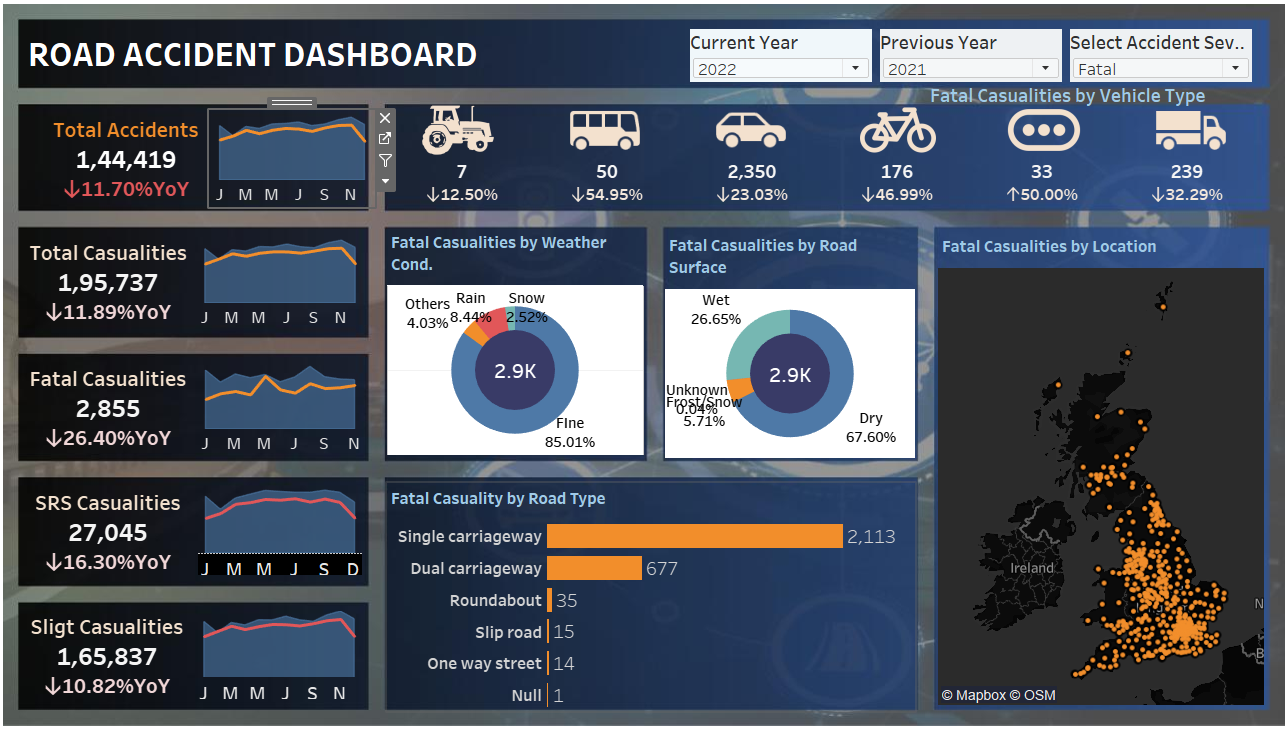 ROAD ACCIDENT DASHBOARD
Current Year
2022
Previous Year
2021
Select Accident Sev..
Fatal
Fatal Casualities by Vehicle Type
Total Accidents
1,44,419
↓11.70%YoY
J M M J S N
7
↓12.50%
50
↓54.95%
2,350
↓23.03%
176
↓46.99%
33
↑50.00%
239
↓32.29%
Total Casualities
1,95,737
↓11.89%YoY
J M M J S N
Fatal Casualities
2,855
↓26.40%YoY
J M M J S N
SRS Casualities
27,045
↓16.30%YoY
J M M J S D
Sligt Casualities
1,65,837
↓10.82%YoY
J M M J S N
Fatal Casualities by Weather
Cond.
Others
4.03%
Rain
8.44%
Snow
2.52%
2.9K
FIne
85.01%
Fatal Casualities by Road
Surface
Wet
26.65%
2.9K
Unknown
0.04%
Frost/Snow
5.71%
Dry
67.60%
Fatal Casuality by Road Type
Single carriageway 2,113
Dual carriageway 677
Roundabout 35
Slip road 15
One way street 14
Null 1
Fatal Casualities by Location
Ireland
N
B
© Mapbox © OSM